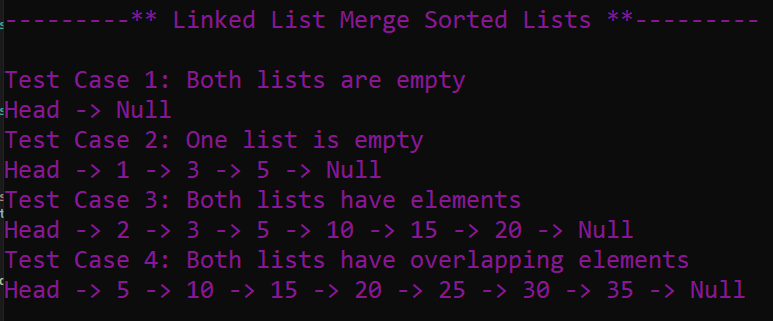 ---------** Linked List Merge Sorted Lists **---------
Test Case 1: Both lists are empty
Head -> Null
Test Case 2: One list is empty
Head -> 1 -> 3 -> 5 -> Null
Test Case 3: Both lists have elements
Head -> 2 -> 3 -> 5 -> 10 -> 15 -> 20 -> Null
Test Case 4: Both lists have overlapping elements
Head -> 5 -> 10 -> 15 -> 20 -> 25 -> 30 -> 35 -> Null